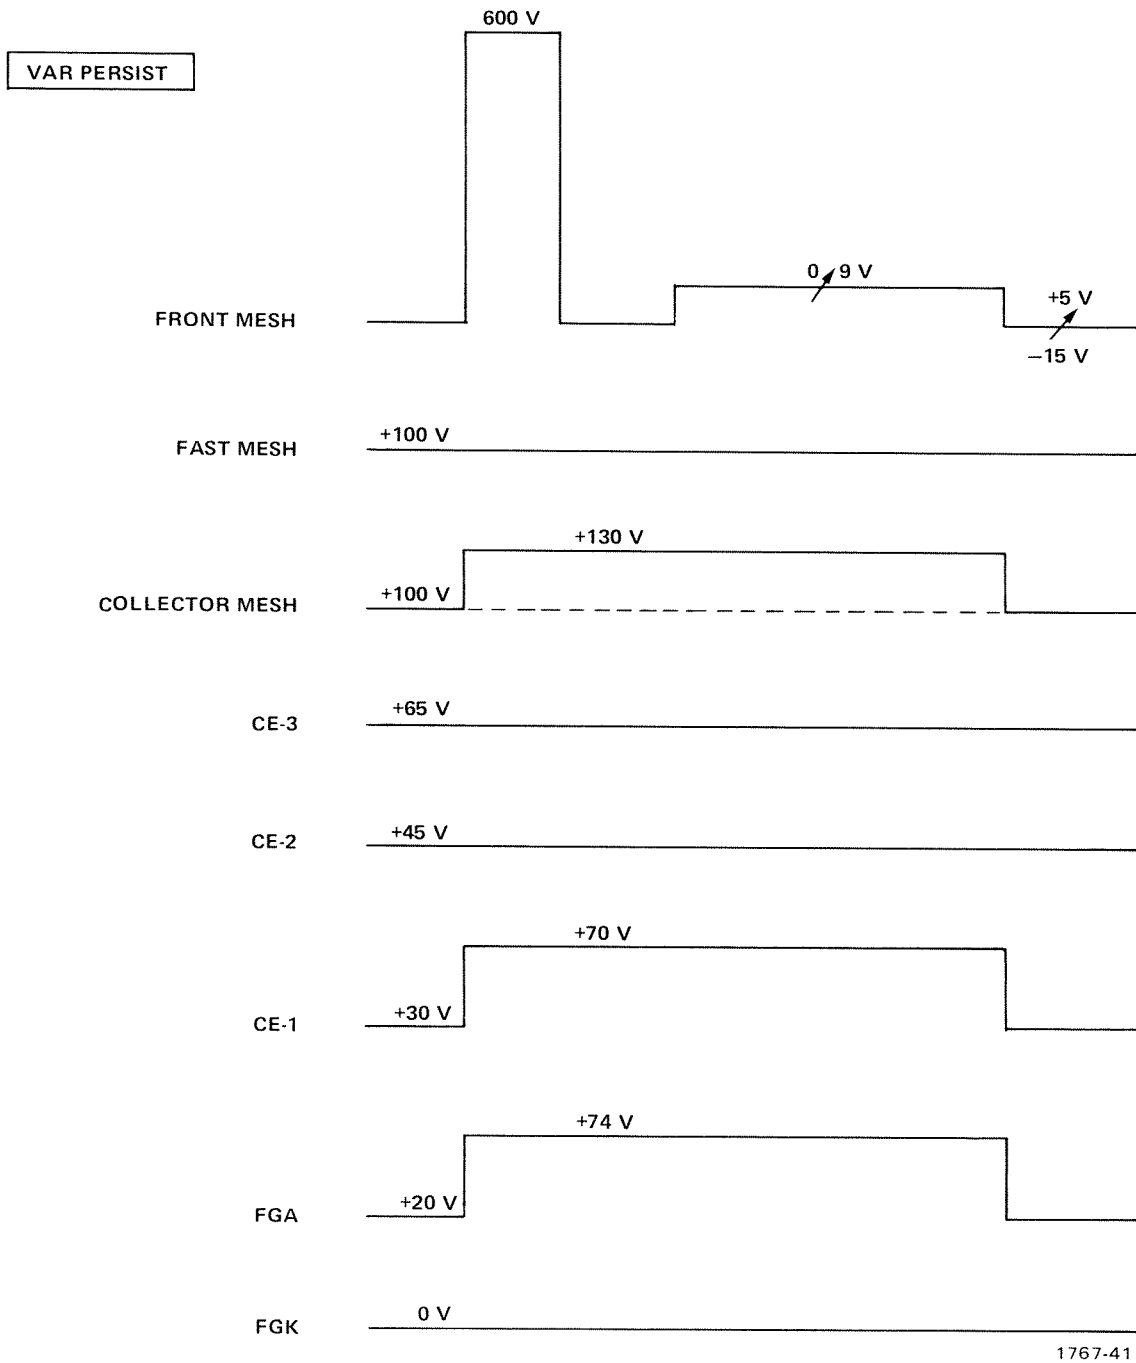 600 V
VAR PERSIST
0 9 V
+5 V
FRONT MESH
−15 V
+100 V
FAST MESH
+130 V
+100 V
COLLECTOR MESH
+65 V
CE-3
+45 V
CE-2
+70 V
+30 V
CE-1
+74 V
+20 V
FGA
0 V
FGK
1767-41